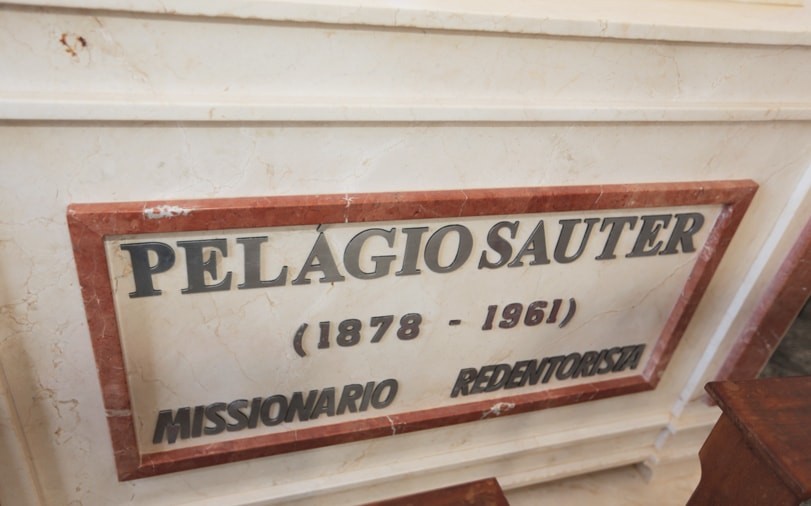 PELÁGIO SAUTER
(1878 - 1961)
MISSIONARIO REDENTORISTA